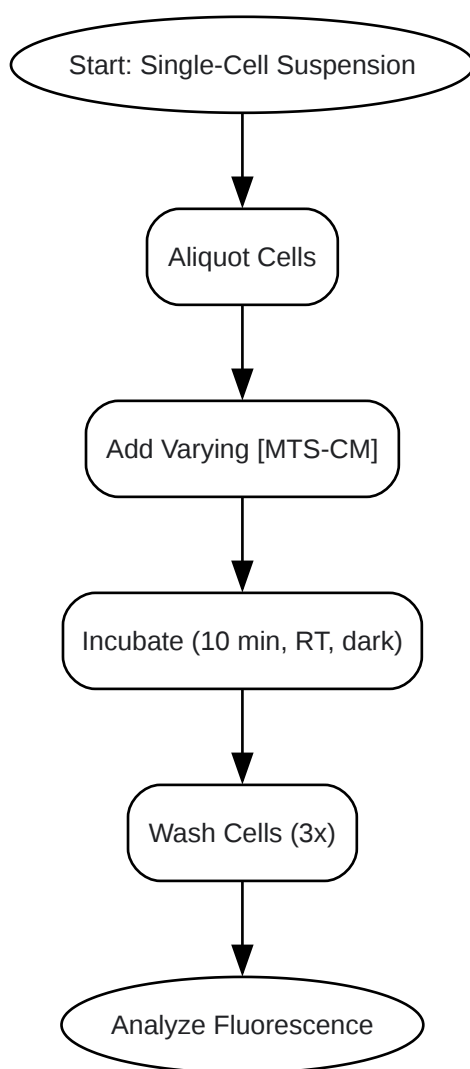 Start: Single-Cell Suspension
Aliquot Cells
Add Varying [MTS-CM]
Incubate (10 min, RT, dark)
Wash Cells (3x)
Analyze Fluorescence